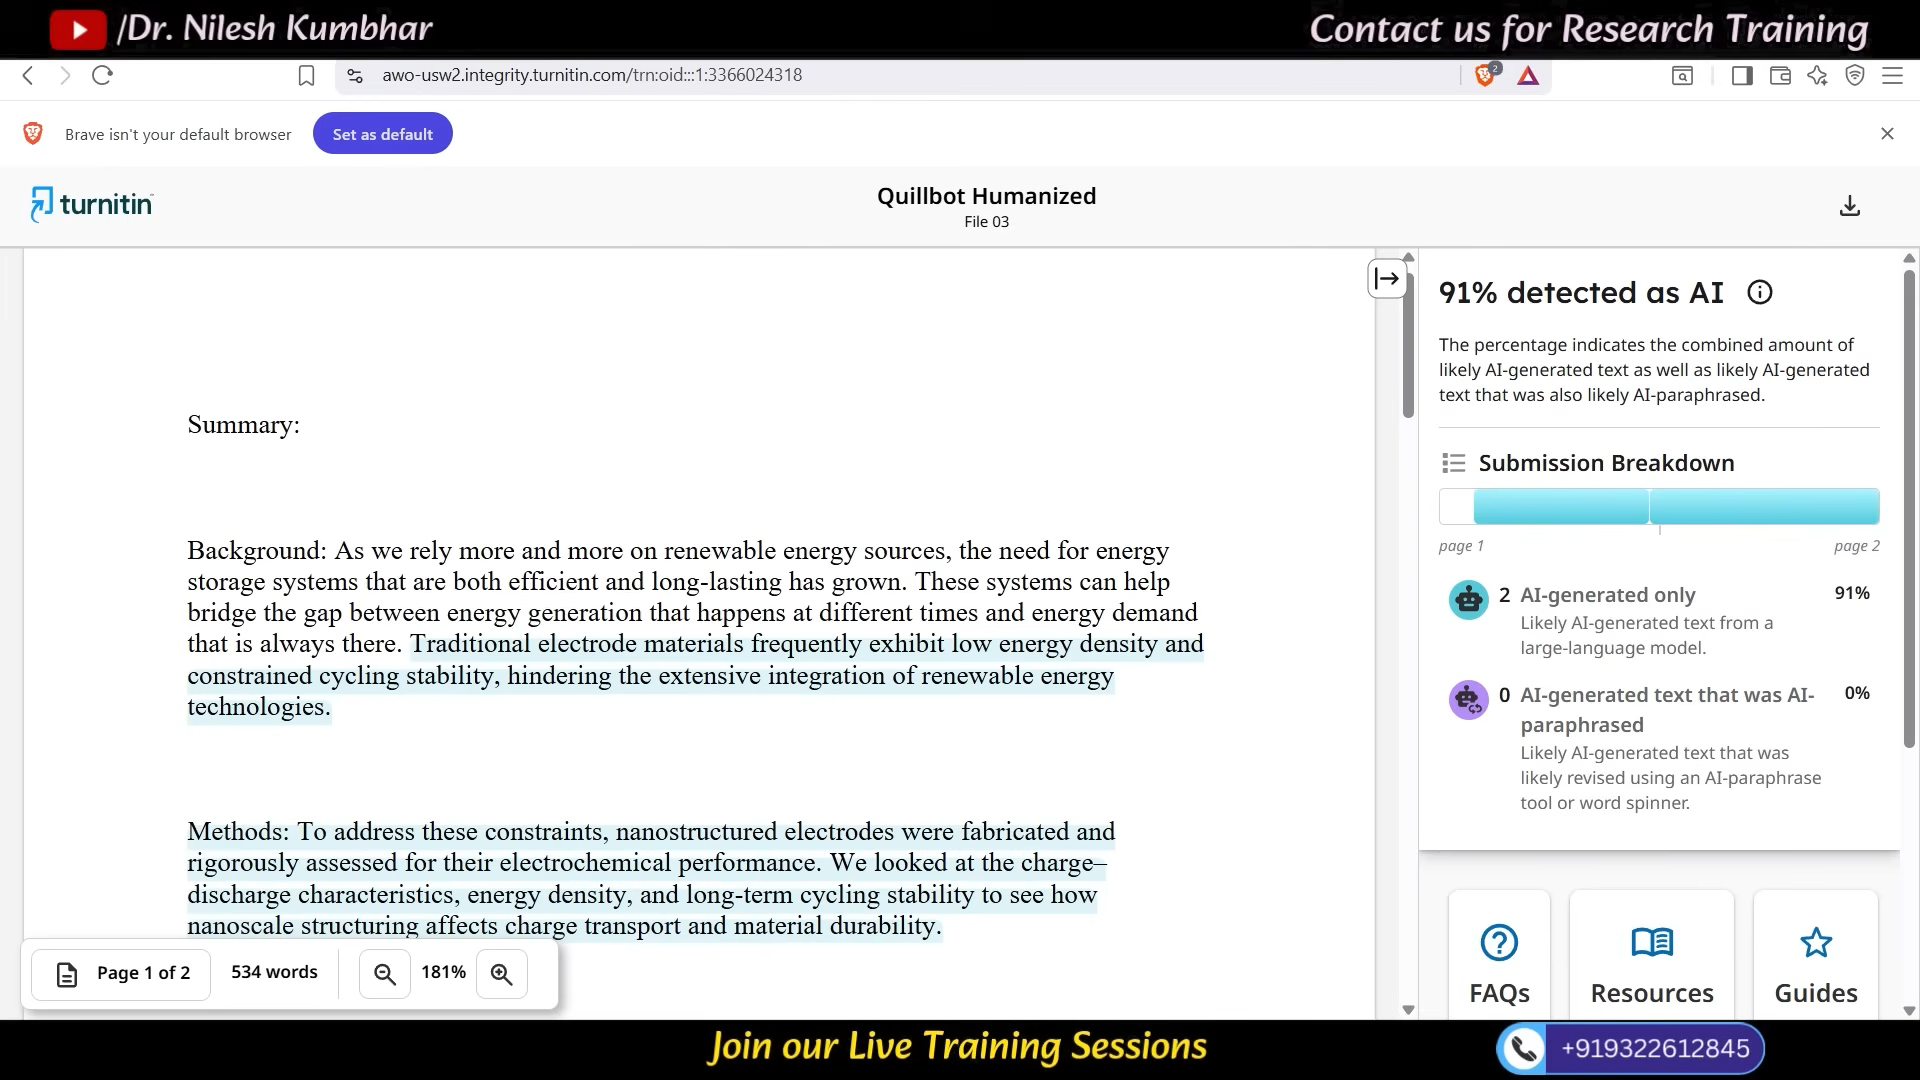 /Dr. Nilesh Kumbhar
Contact us for Research Training
awo-usw2.integrity.turnitin.com/trn:oid:::1:3366024318
2
Brave isn't your default browser
Set as default
turnitin
Quillbot Humanized
File 03
Summary:
Background: As we rely more and more on renewable energy sources, the need for energy
storage systems that are both efficient and long-lasting has grown. These systems can help
bridge the gap between energy generation that happens at different times and energy demand
that is always there. Traditional electrode materials frequently exhibit low energy density and
constrained cycling stability, hindering the extensive integration of renewable energy
technologies.
Methods: To address these constraints, nanostructured electrodes were fabricated and
rigorously assessed for their electrochemical performance. We looked at the charge–
discharge characteristics, energy density, and long-term cycling stability to see how
nanoscale structuring affects charge transport and material durability.
Page 1 of 2
534 words
181%
91% detected as AI
The percentage indicates the combined amount of
likely AI-generated text as well as likely AI-generated
text that was also likely AI-paraphrased.
Submission Breakdown
page 1
page 2
2 AI-generated only 91%
Likely AI-generated text from a
large-language model.
0 AI-generated text that was AI- 0%
paraphrased
Likely AI-generated text that was
likely revised using an AI-paraphrase
tool or word spinner.
FAQs
Resources
Guides
Join our Live Training Sessions
+919322612845